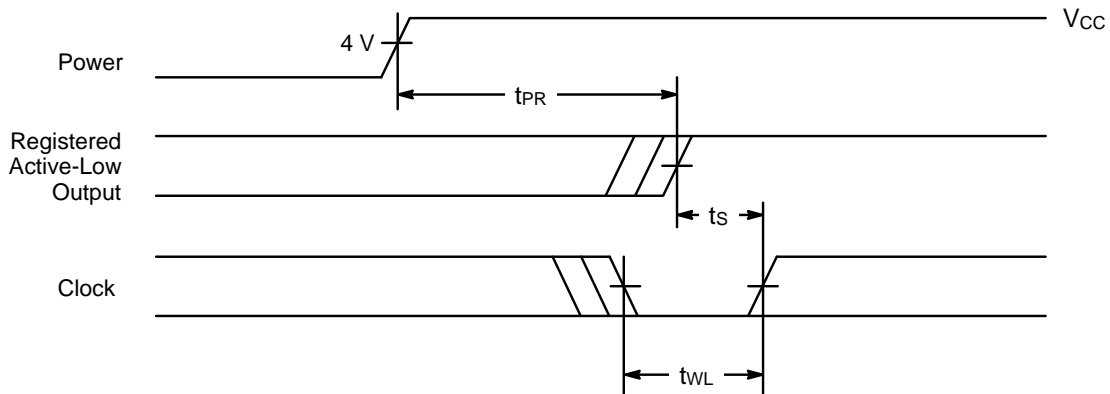 VCC
4 V
Power
tPR
Registered
Active-Low
Output
tS
Clock
tWL